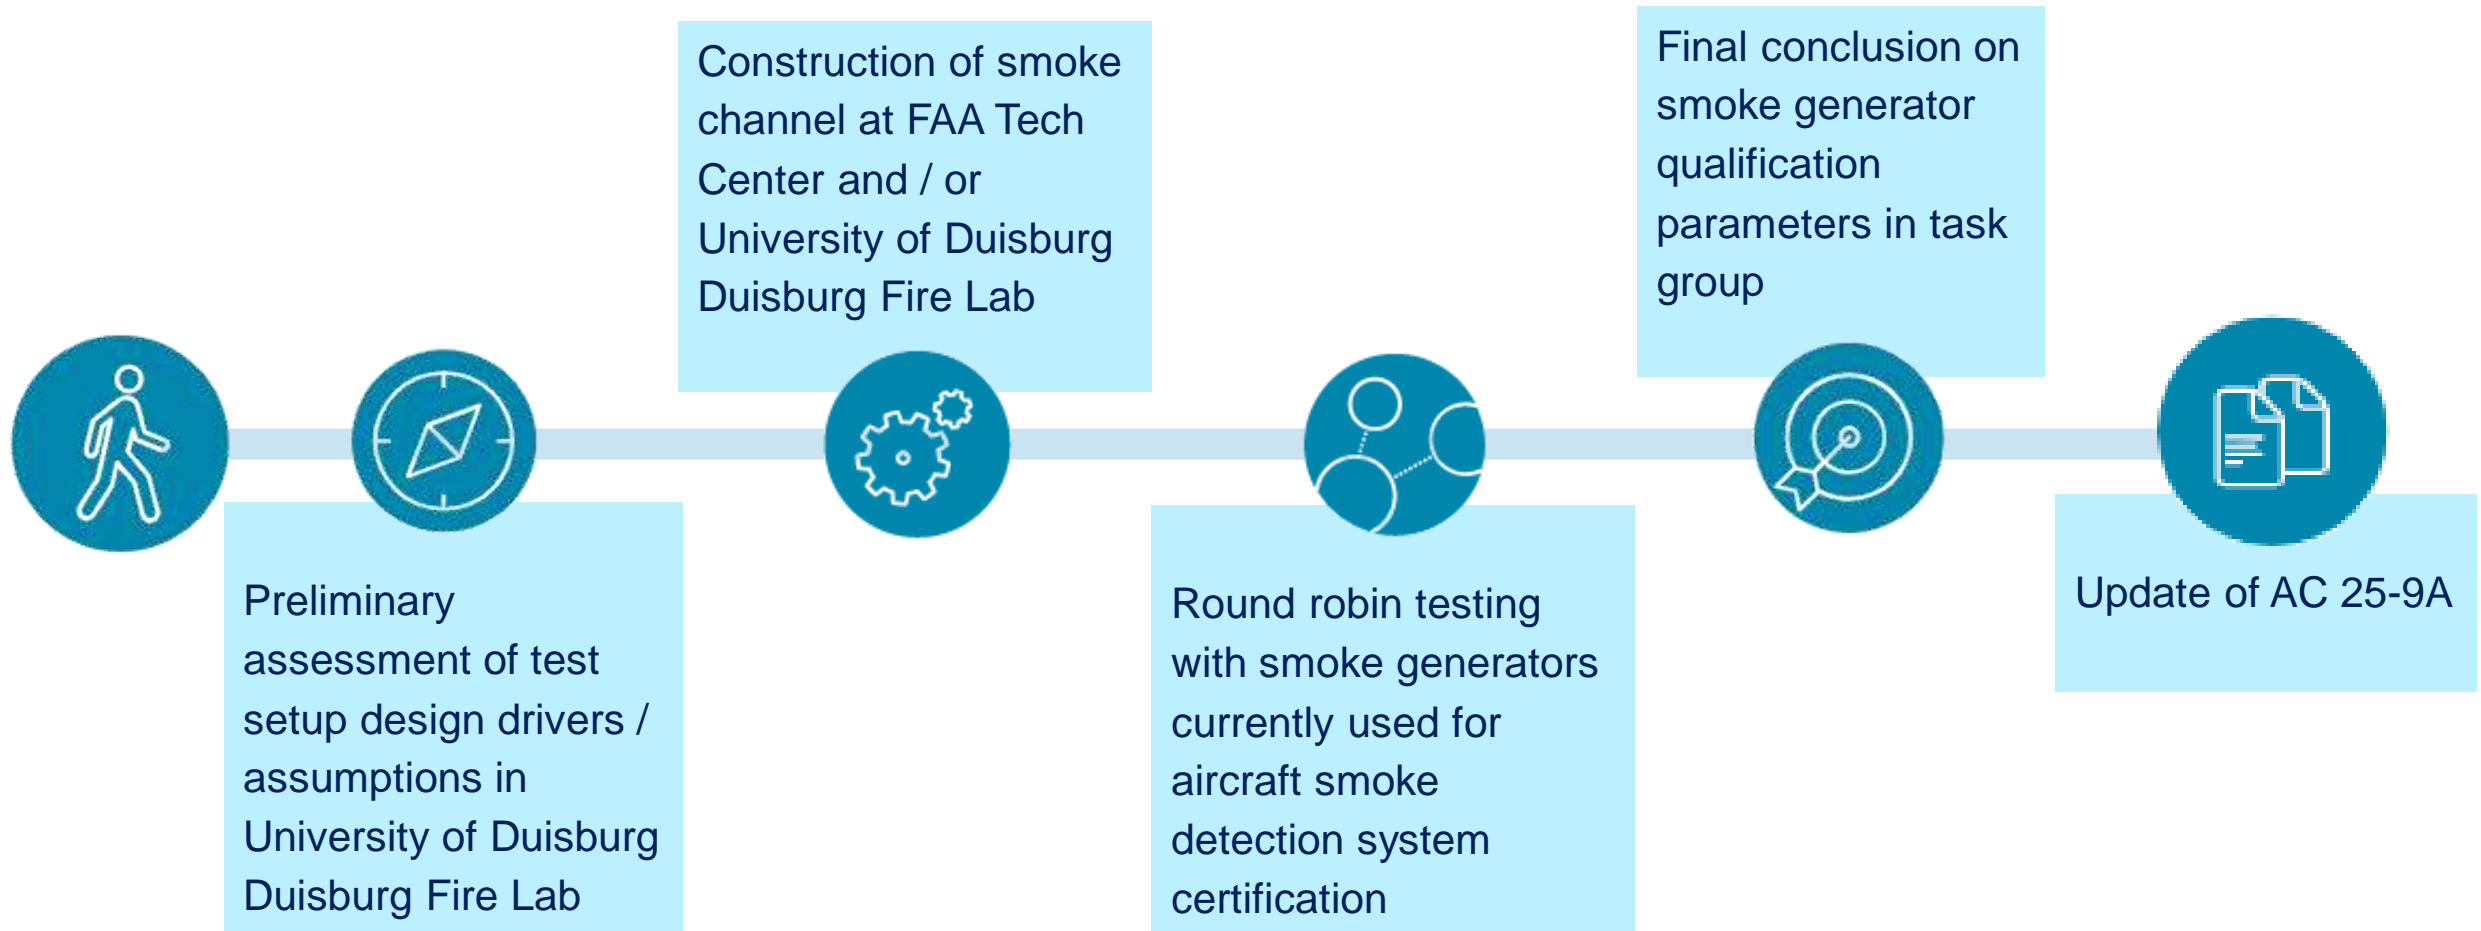 Preliminary
assessment of test
setup design drivers /
assumptions in
University of Duisburg
Duisburg Fire Lab
Construction of smoke
channel at FAA Tech
Center and / or
University of Duisburg
Duisburg Fire Lab
Round robin testing
with smoke generators
currently used for
aircraft smoke
detection system
certification
Final conclusion on
smoke generator
qualification
parameters in task
group
Update of AC 25-9A